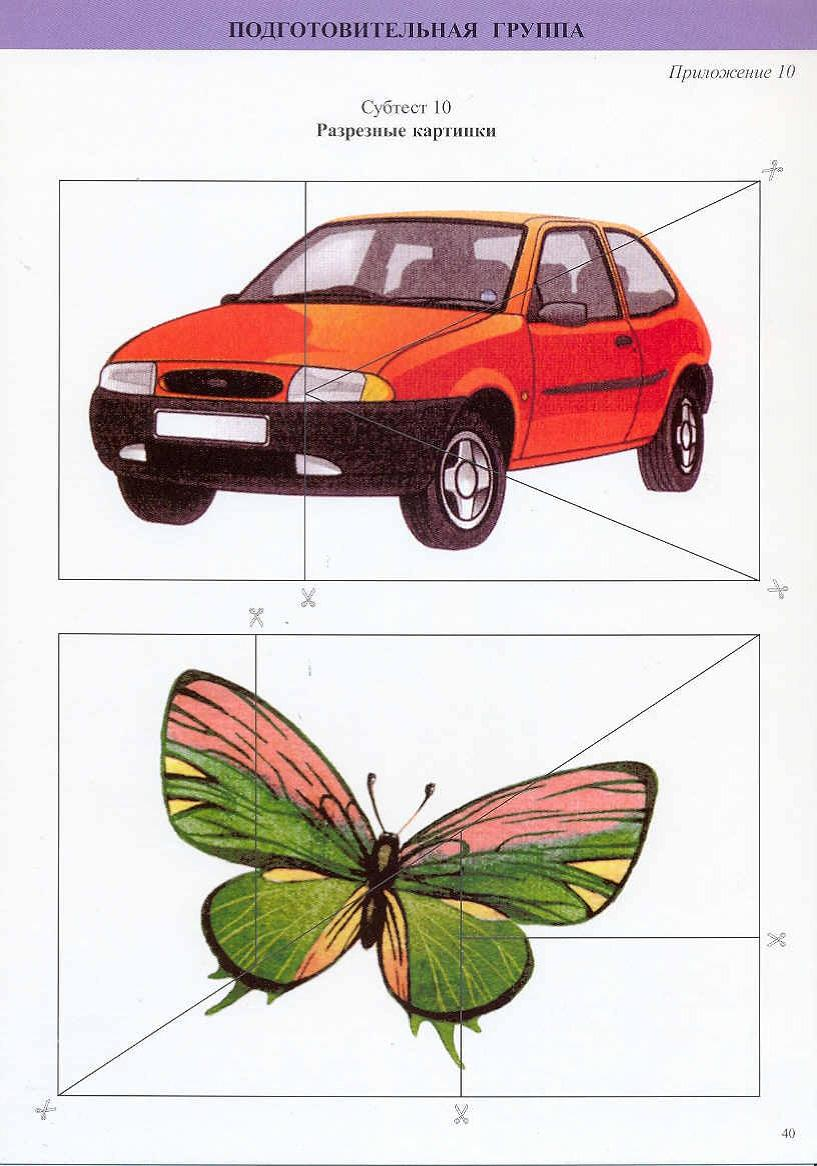 ПОДГОТОВИТЕЛЬНАЯ ГРУППА
Приложение 10
Субтест 10
Разрезные картинки
40